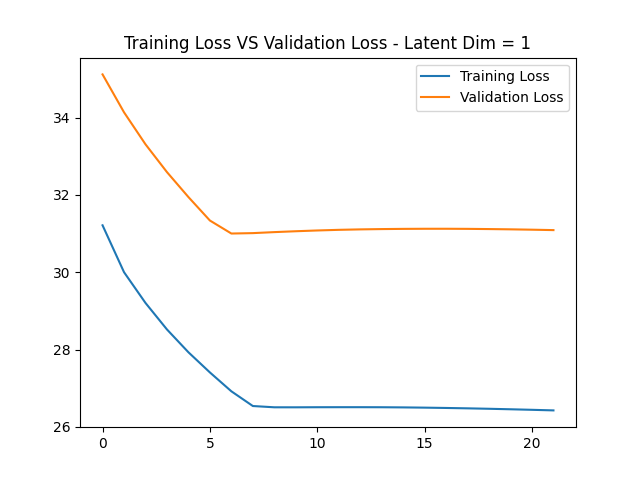 Training Loss VS Validation Loss - Latent Dim = 1
Training Loss
Validation Loss
34
32
30
28
26
0 5 10 15 20